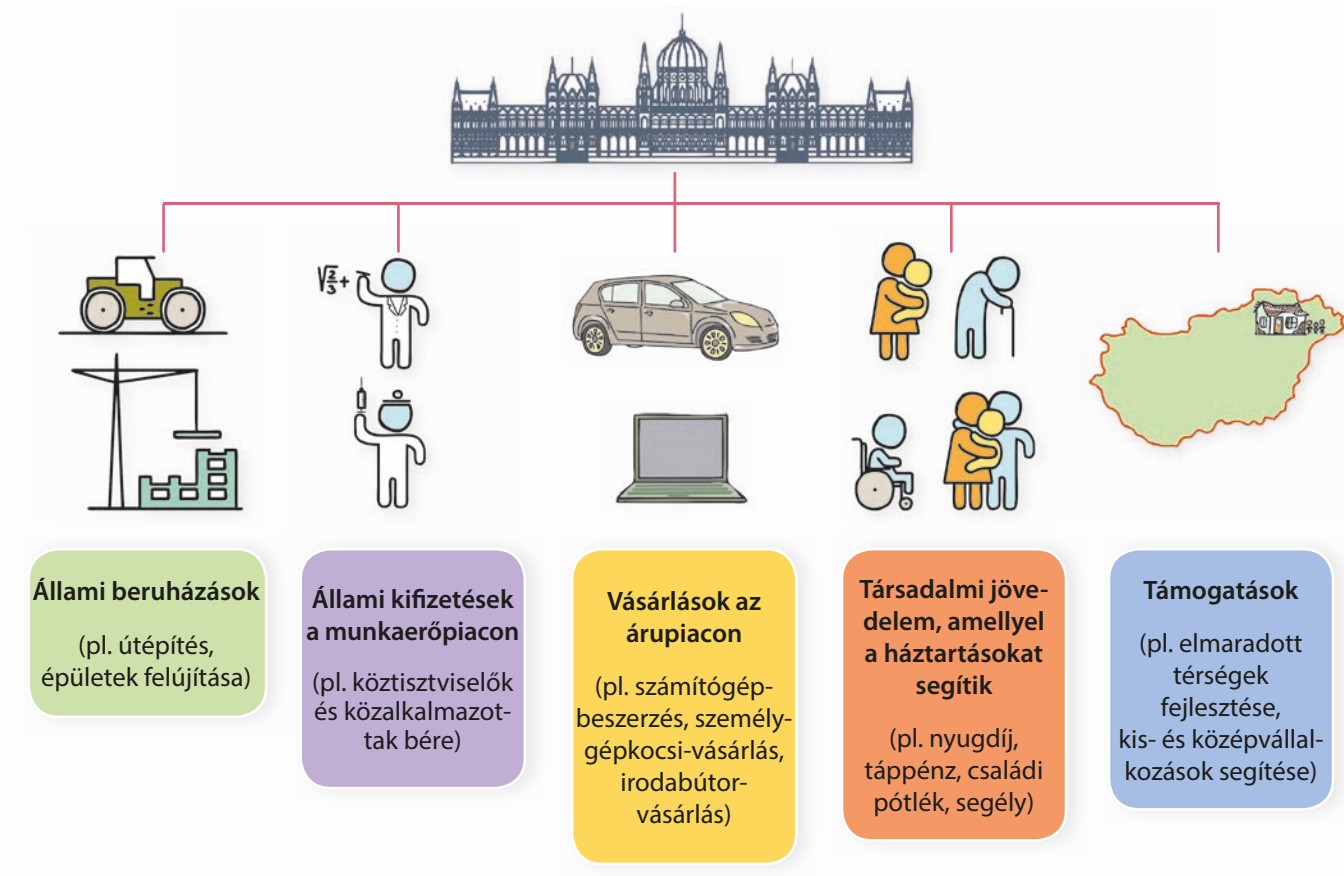 √2/3+
Állami beruházások
(pl. útépítés,
épületek felújítása)
Állami kifizetések
a munkaerőpiacon
(pl. köztisztviselők
és közalkalmazot-
tak bére)
Vásárlások az
árupiacon
(pl. számítógép-
beszerzés, személy-
gépkocsi-vásárlás,
irodabútor-
vásárlás)
Társadalmi jöve-
delem, amellyel
a háztartásokat
segítik
(pl. nyugdíj,
táppénz, családi
pótlék, segély)
Támogatások
(pl. elmaradott
térségek
fejlesztése,
kis- és középvállal-
kozások segítése)